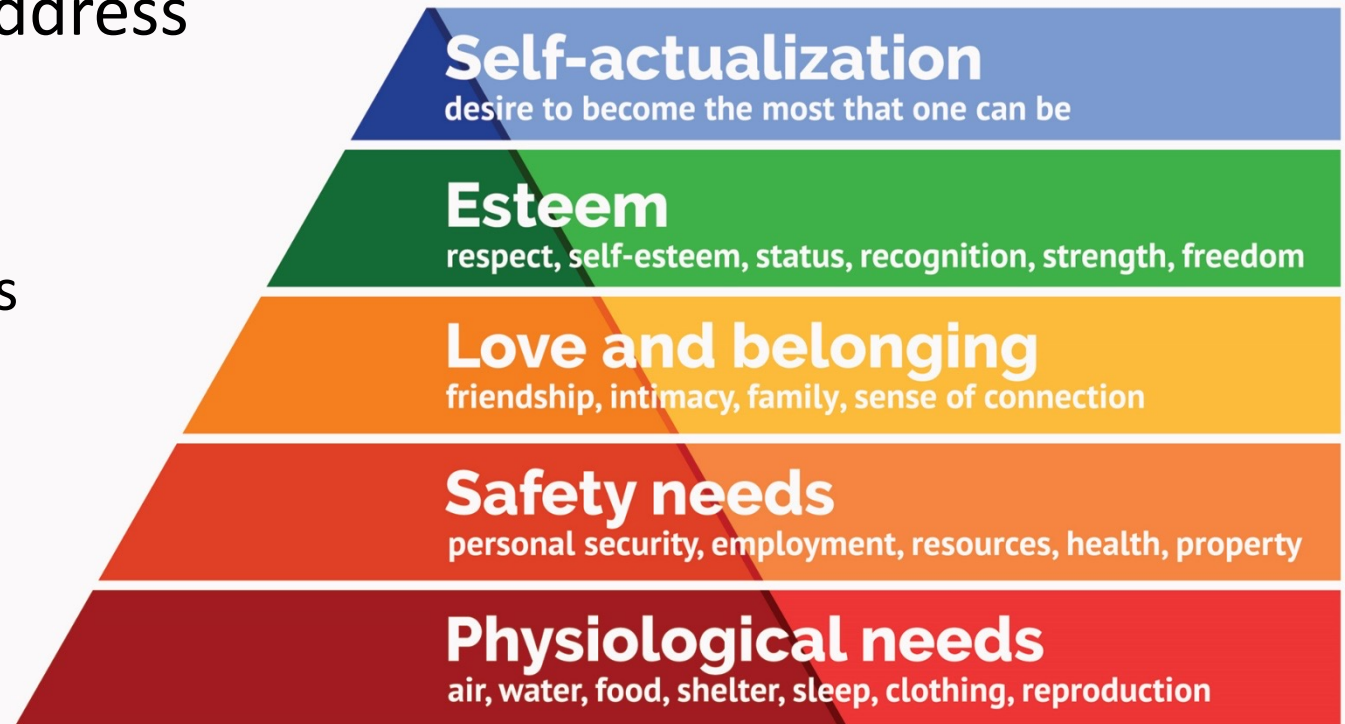 ddress
Self-actualization
desire to become the most that one can be
Esteem
respect, self-esteem, status, recognition, strength, freedom
s
Love and belonging
friendship, intimacy, family, sense of connection
Safety needs
personal security, employment, resources, health, property
Physiological needs
air, water, food, shelter, sleep, clothing, reproduction